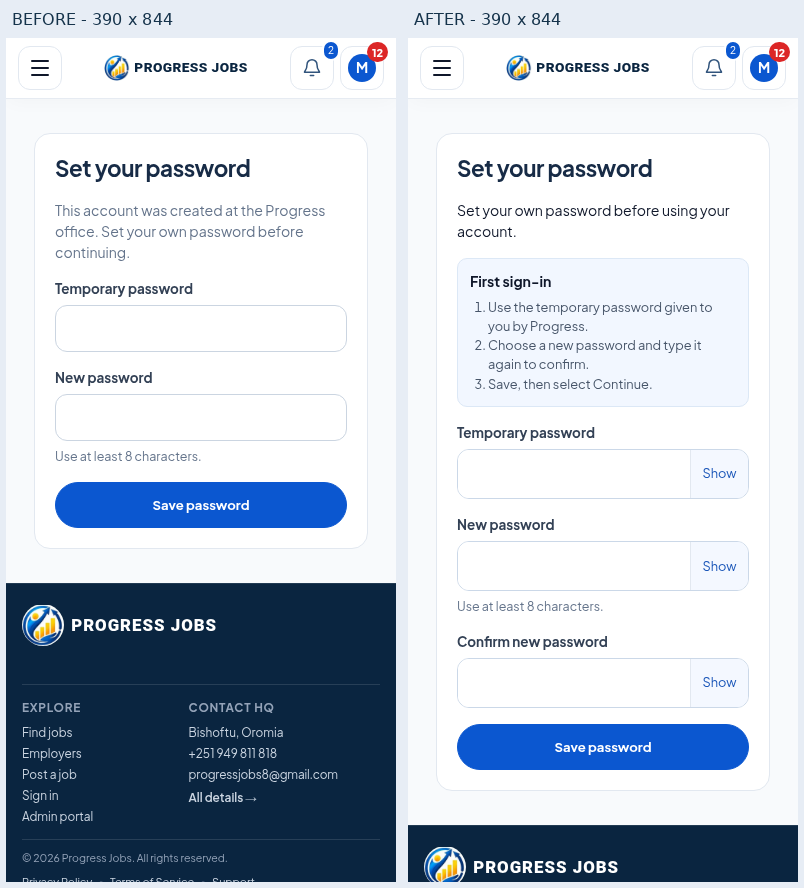 BEFORE - 390 x 844
PROGRESS JOBS
2
M
12
Set your password
This account was created at the Progress
office. Set your own password before
continuing.
Temporary password
New password
Use at least 8 characters.
Save password
PROGRESS JOBS
EXPLORE
Find jobs
Employers
Post a job
Sign in
Admin portal
CONTACT HQ
Bishoftu, Oromia
+251 949 811 818
progressjobs8@gmail.com
All details →
© 2026 Progress Jobs. All rights reserved.
Privacy Policy · Terms of Service · Support
AFTER - 390 x 844
PROGRESS JOBS
2
M
12
Set your password
Set your own password before using your
account.
First sign-in
1. Use the temporary password given to
you by Progress.
2. Choose a new password and type it
again to confirm.
3. Save, then select Continue.
Temporary password
Show
New password
Show
Use at least 8 characters.
Confirm new password
Show
Save password
PROGRESS JOBS